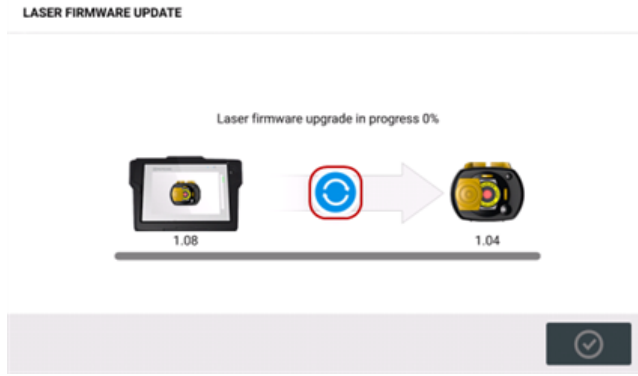 LASER FIRMWARE UPDATE
Laser firmware upgrade in progress 0%
1.08
1.04